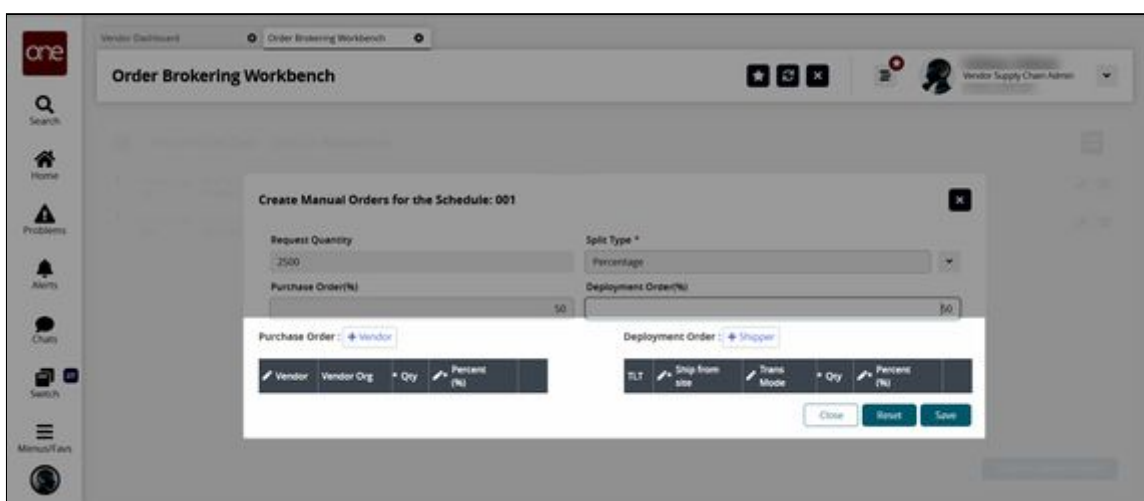 one
Vendor Dashboard
Order Brokering Workbench
Order Brokering Workbench
Vendor Supply Chain Admin
Search
Home
Problems
Alerts
Chats
Switch
Menus/Favs
Create Manual Orders for the Schedule: 001
Request Quantity
Split Type *
2500
Percentage
Purchase Order(%)
Deployment Order(%)
50
50
Purchase Order : + Vendor
Deployment Order : + Shipper
Vendor Vendor Org * Qty * Percent (%)
TLT * Ship from size Trans Mode * Qty * Percent (%)
Close Reset Save